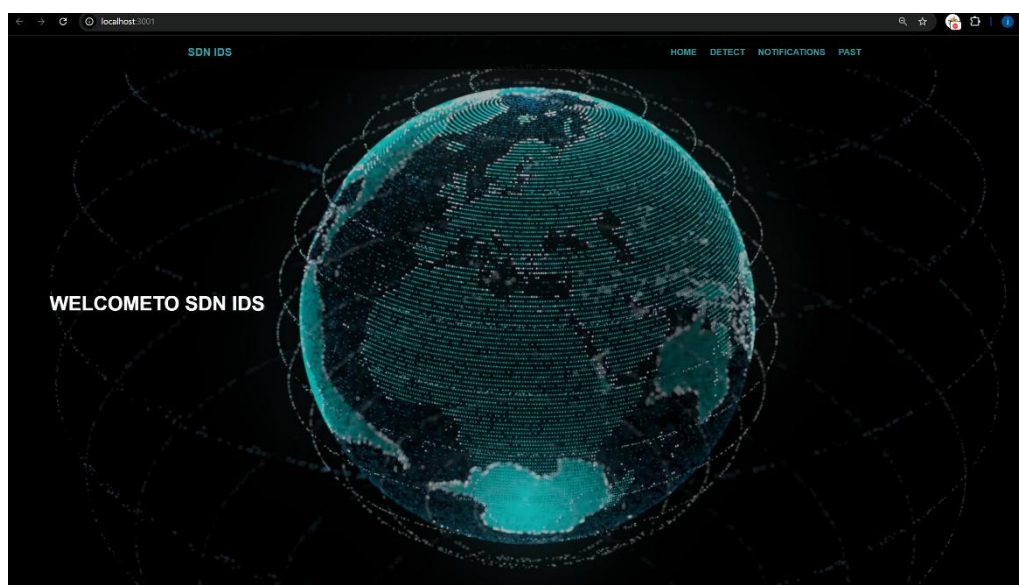 localhost:3001
SDN IDS
HOME DETECT NOTIFICATIONS PAST
WELCOMETO SDN IDS